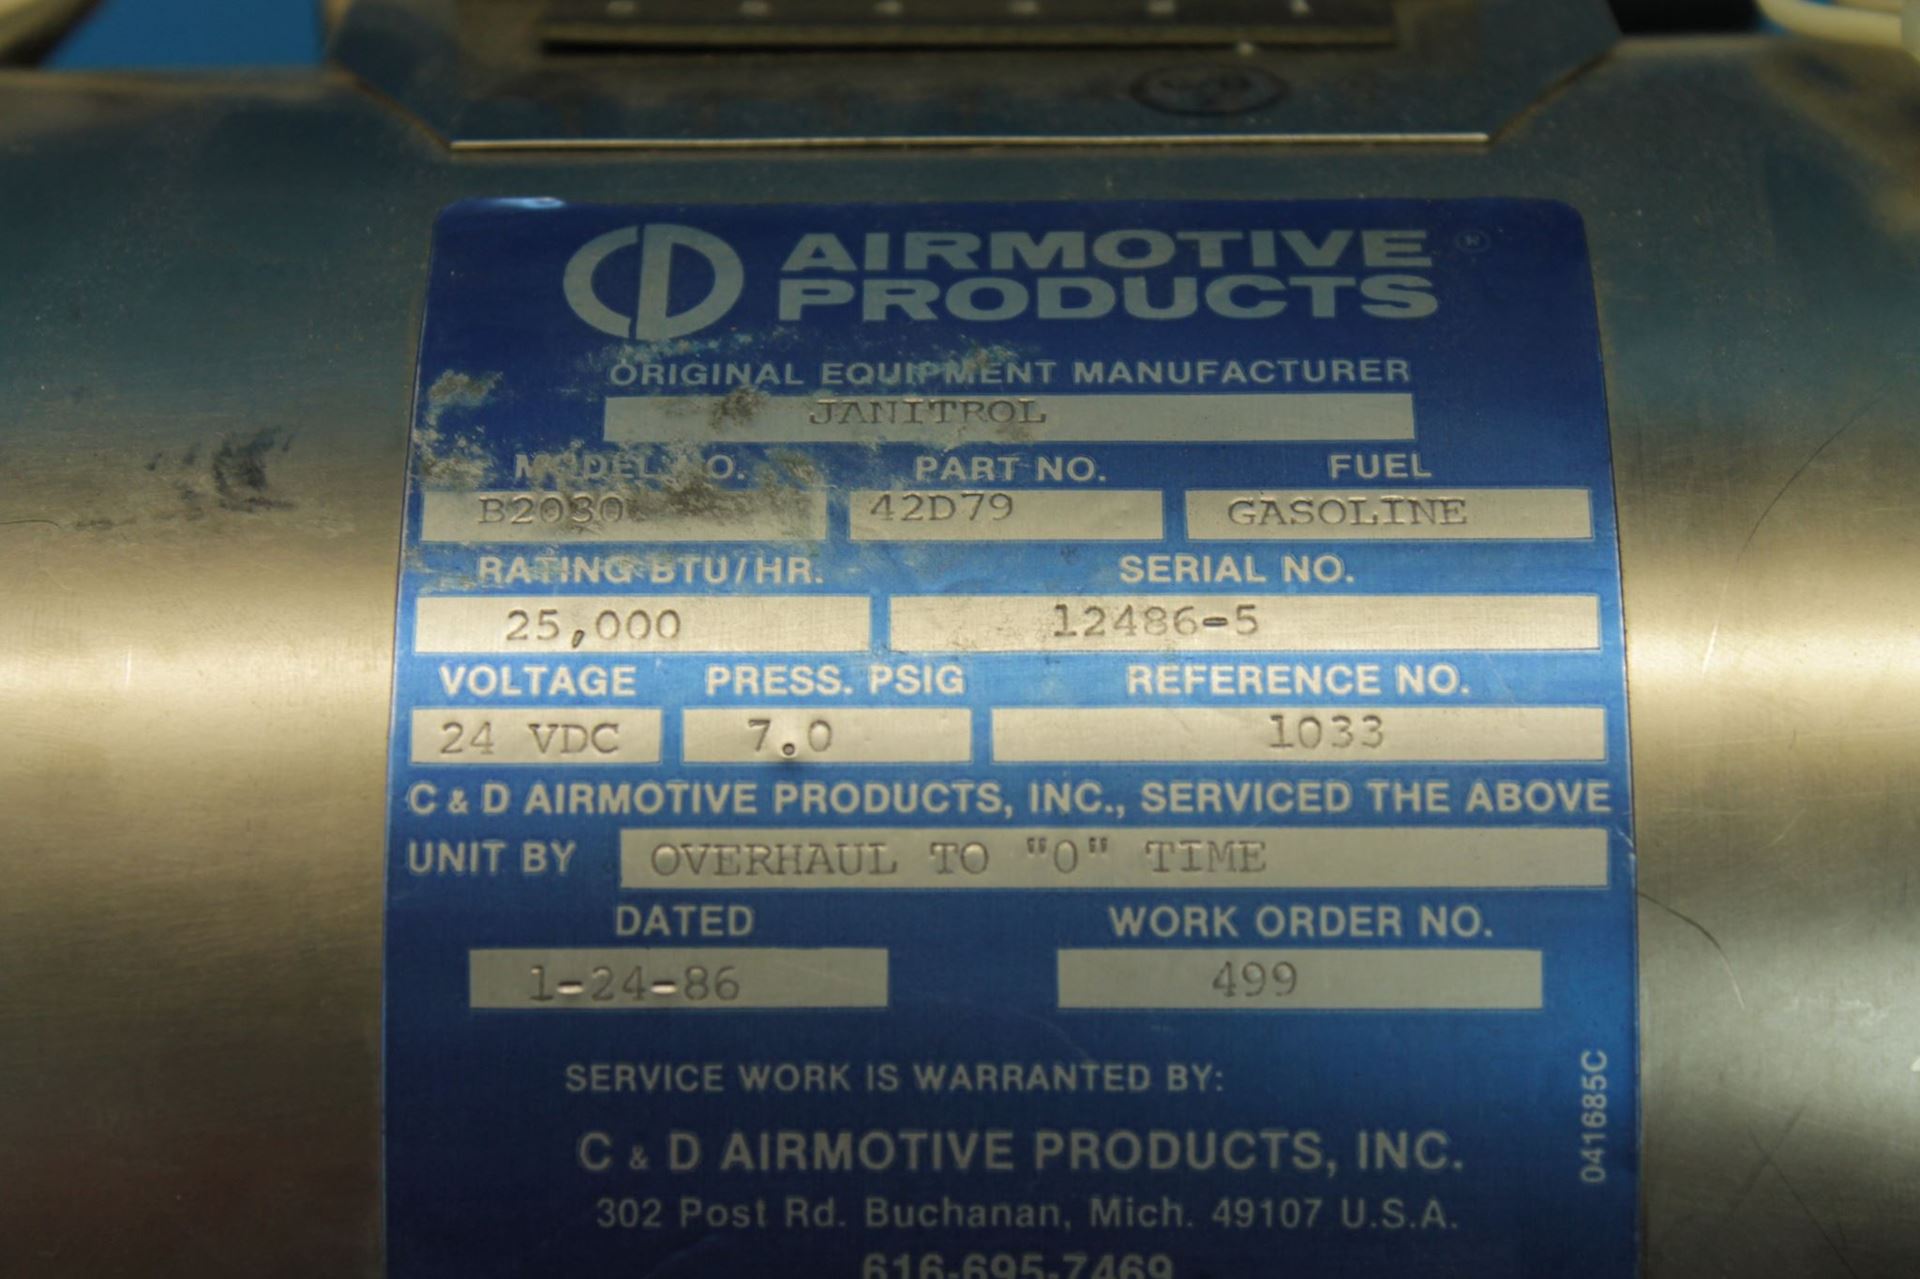 CD AIRMOTIVE ®
PRODUCTS
ORIGINAL EQUIPMENT MANUFACTURER
JANITROL
MODEL NO. PART NO. FUEL
B2030 42D79 GASOLINE
RATING BTU/HR. SERIAL NO.
25,000 12486-5
VOLTAGE PRESS. PSIG REFERENCE NO.
24 VDC 7.0 1033
C & D AIRMOTIVE PRODUCTS, INC., SERVICED THE ABOVE
UNIT BY OVERHAUL TO "O" TIME
DATED WORK ORDER NO.
1-24-86 499
SERVICE WORK IS WARRANTED BY:
C & D AIRMOTIVE PRODUCTS, INC.
302 Post Rd. Buchanan, Mich. 49107 U.S.A.
616-695-7469
041685C